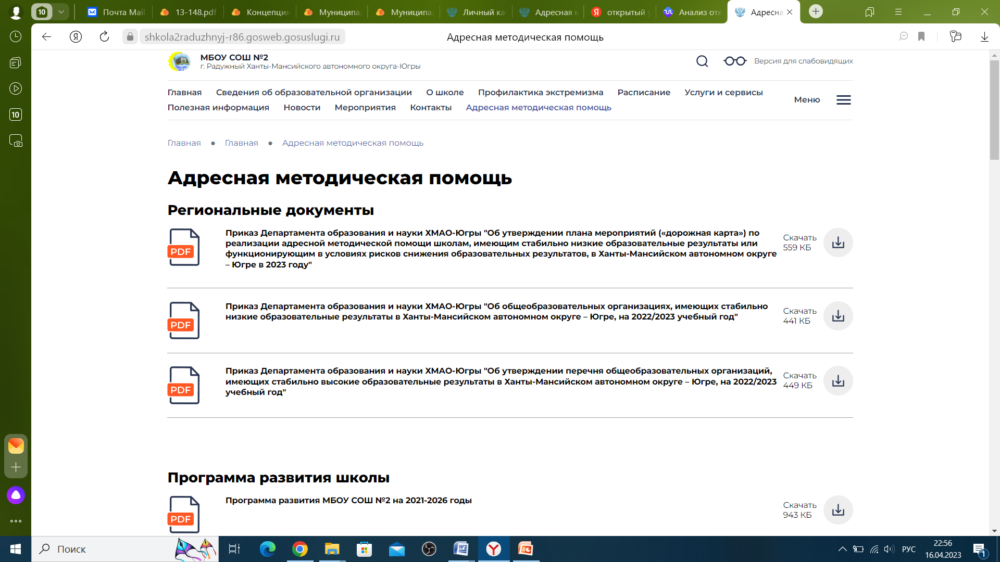 10
Почта Mail.
13-148.pdf
Концепция
Муниципал
Муниципал
Личный ка
Адресная м
открытый у
Анализ отк
Адресна
shkola2raduzhnyj-r86.gosweb.gosuslugi.ru
Адресная методическая помощь
10
МБОУ СОШ №2
г. Радужный Ханты-Мансийского автономного округа-Югры
Версия для слабовидящих
Главная Сведения об образовательной организации О школе Профилактика экстремизма Расписание Услуги и сервисы
Полезная информация Новости Мероприятия Контакты Адресная методическая помощь
Меню
Главная ● Главная ● Адресная методическая помощь
Адресная методическая помощь
Региональные документы
PDF
Приказ Департамента образования и науки ХМАО-Югры "Об утверждении плана мероприятий («дорожная карта») по
реализации адресной методической помощи школам, имеющим стабильно низкие образовательные результаты или
функционирующим в условиях рисков снижения образовательных результатов, в Ханты-Мансийском автономном округе
– Югре в 2023 году"
Скачать
559 КБ
PDF
Приказ Департамента образования и науки ХМАО-Югры "Об общеобразовательных организациях, имеющих стабильно
низкие образовательные результаты в Ханты-Мансийском автономном округе – Югре, на 2022/2023 учебный год"
Скачать
441 КБ
PDF
Приказ Департамента образования и науки ХМАО-Югры "Об утверждении перечня общеобразовательных организаций,
имеющих стабильно высокие образовательные результаты в Ханты-Мансийском автономном округе – Югре, на 2022/2023
учебный год"
Скачать
449 КБ
Программа развития школы
PDF
Программа развития МБОУ СОШ №2 на 2021-2026 годы
Скачать
943 КБ
Поиск
РУС
22:56
16.04.2023
1